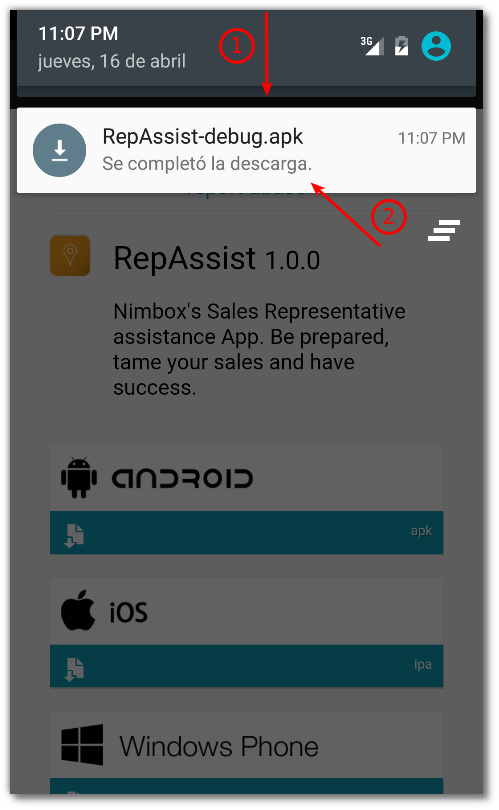 11:07 PM
jueves, 16 de abril
1
3G
RepAssist-debug.apk
11:07 PM
Se completó la descarga.
2
RepAssist 1.0.0
Nimbox's Sales Representative
assistance App. Be prepared,
tame your sales and have
success.
android
apk
iOS
ipa
Windows Phone